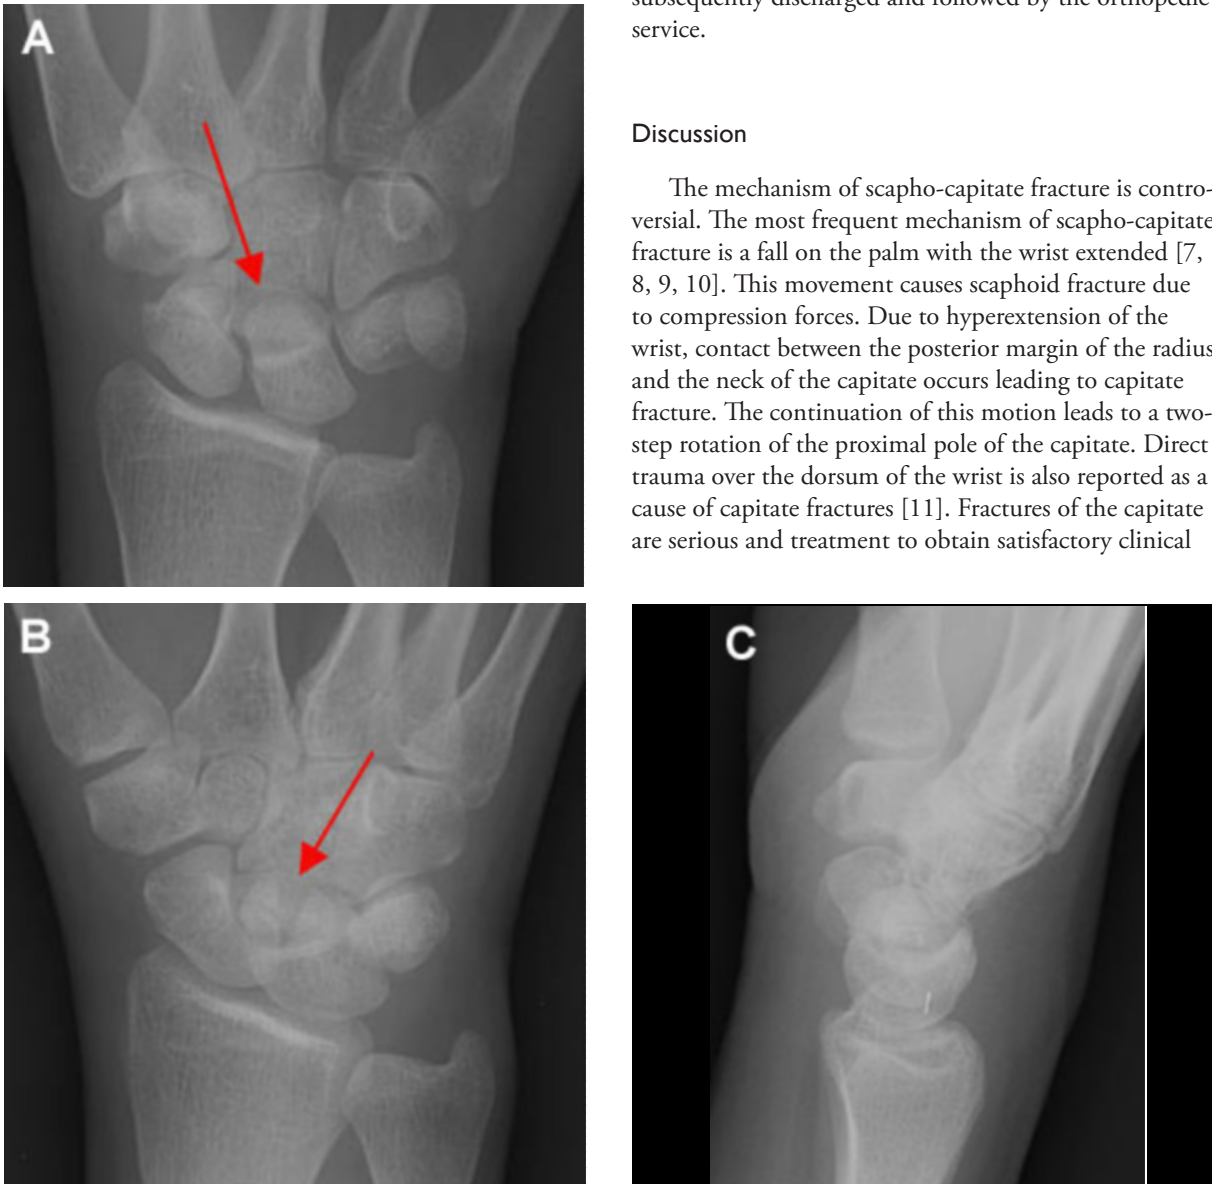 A
subsequently discharged and followed by the orthopedic
service.
Discussion
The mechanism of scapho-capitate fracture is contro-
versial. The most frequent mechanism of scapho-capitate
fracture is a fall on the palm with the wrist extended [7,
8, 9, 10]. This movement causes scaphoid fracture due
to compression forces. Due to hyperextension of the
wrist, contact between the posterior margin of the radius
and the neck of the capitate occurs leading to capitate
fracture. The continuation of this motion leads to a two-
step rotation of the proximal pole of the capitate. Direct
trauma over the dorsum of the wrist is also reported as a
cause of capitate fractures [11]. Fractures of the capitate
are serious and treatment to obtain satisfactory clinical
B
C